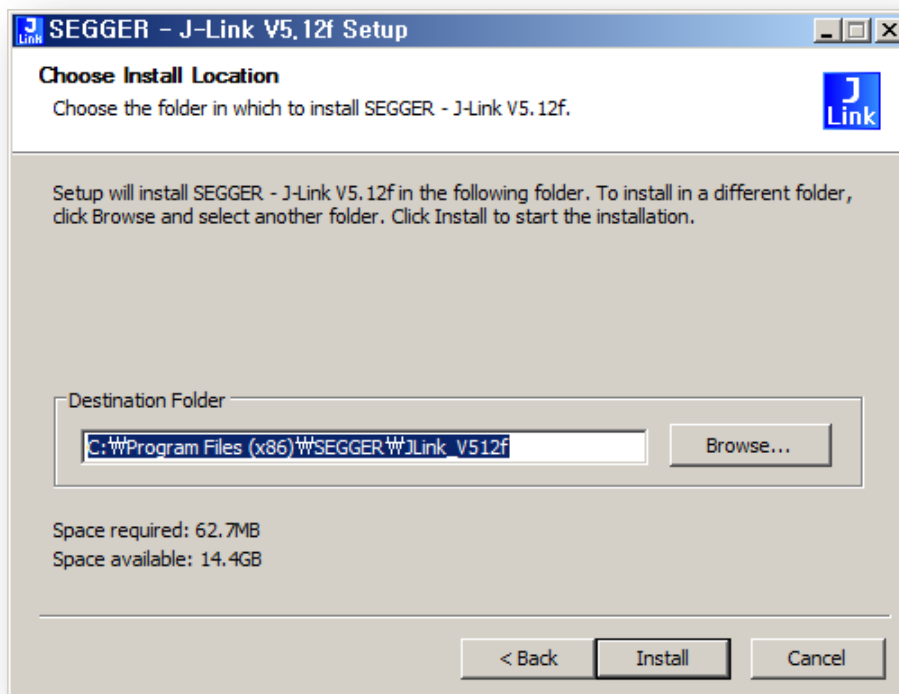 J
Link
SEGGER - J-Link V5.12f Setup
Choose Install Location
Choose the folder in which to install SEGGER - J-Link V5.12f.
J
Link
Setup will install SEGGER - J-Link V5.12f in the following folder. To install in a different folder,
click Browse and select another folder. Click Install to start the installation.
Destination Folder
C:₩Program Files (x86)₩SEGGER₩JLink_V512f
Browse...
Space required: 62.7MB
Space available: 14.4GB
< Back
Install
Cancel